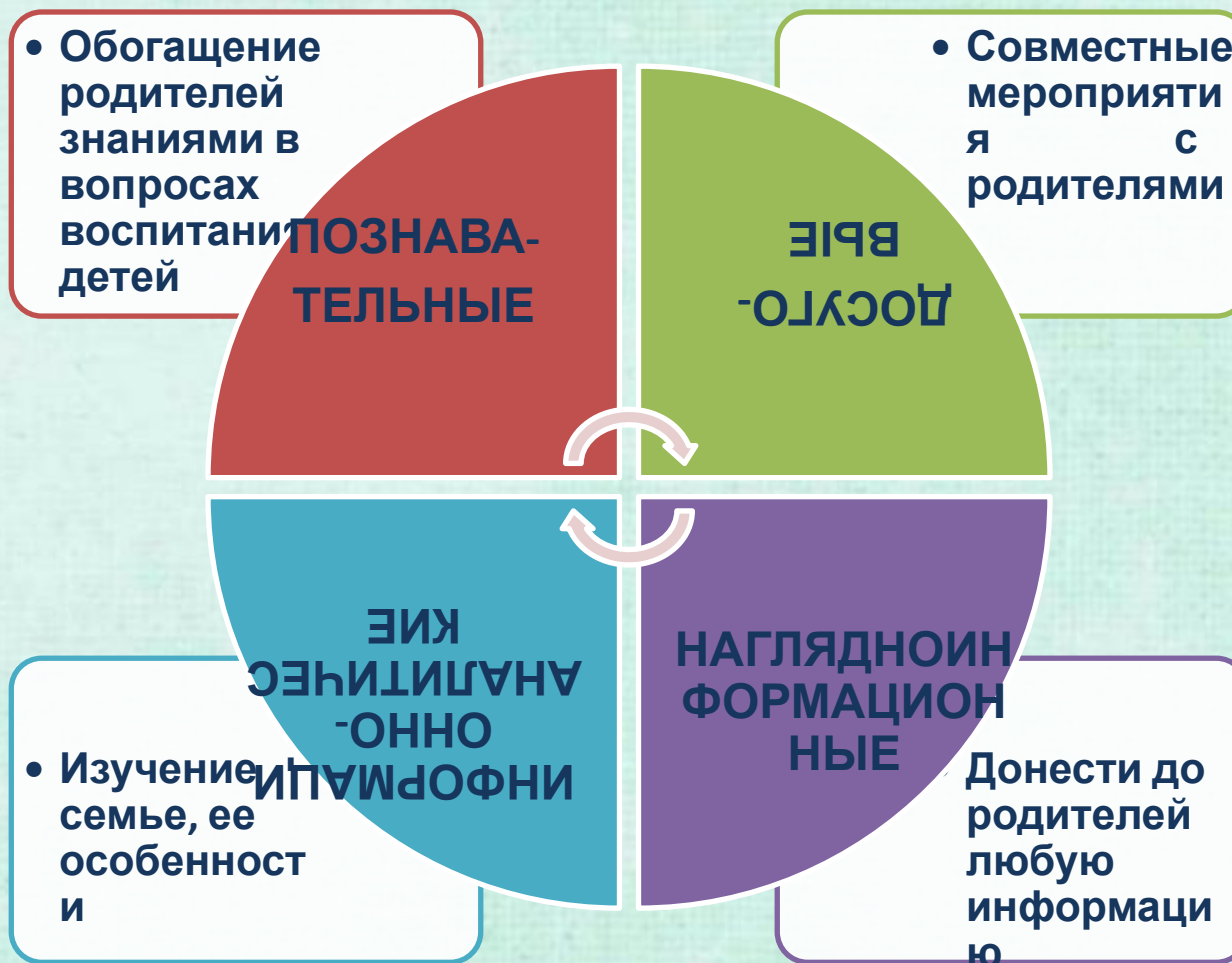 • Обогащение
родителей
знаниями в
вопросах
воспитания
детей
ПОЗНАВА-
ТЕЛЬНЫЕ
• Совместные
мероприяти
я с
родителями
ДОСУГО-
ВЫЕ
ИНФОРМАЦИ
ОННО-
АНАЛИТИЧЕС
КИЕ
• Изучение
семье, ее
особенност
и
НАГЛЯДНОИН
ФОРМАЦИОН
НЫЕ
Донести до
родителей
любую
информаци
ю